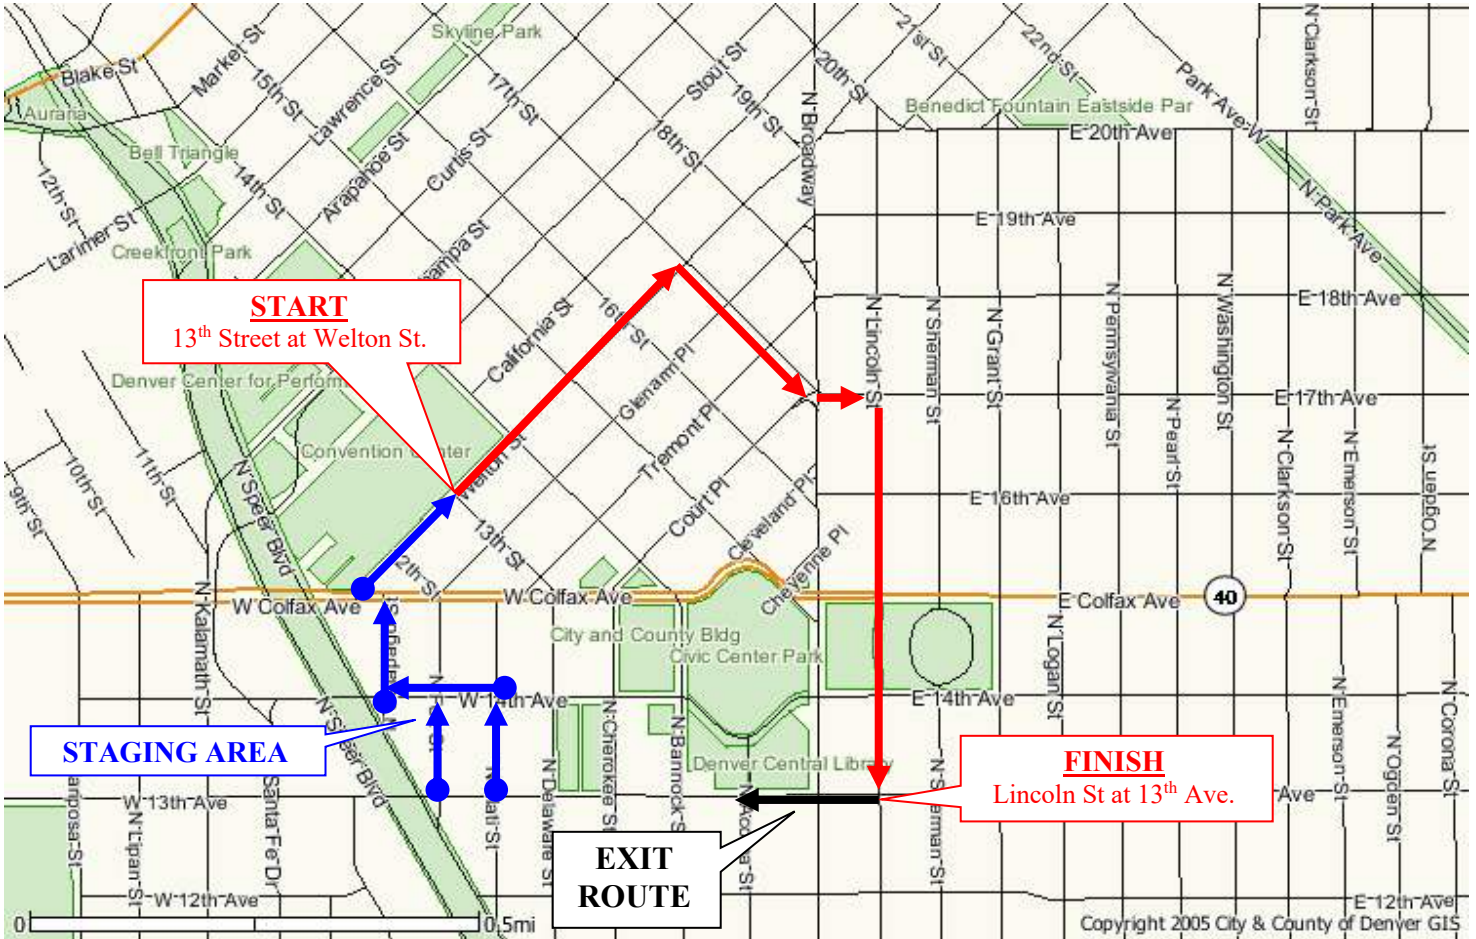 Skyline Park
Blake St
Market St
15th St
Lawrence St
17th St
Stout St
19th St
20th St
21st St
22nd St
Park Ave W
N Clarkson St
Auraria
Bell Triangle
Arapahoe St
Curtis St
18th St
N Broadway
Benedict Fountain Eastside Par
E 20th Ave
12th St
14th St
Larimer St
Creekfront Park
E 19th Ave
N Park Ave
START
13th Street at Welton St.
California St
16th St
Glenarm Pl
N Lincoln St
N Sherman St
N Grant St
N Pennsylvania St
N Washington St
E 18th Ave
Denver Center for Perform
Convention Center
Welton St
Tremont Pl
Court Pl
Cleveland Pl
Cheyenne Pl
E 17th Ave
N Pearl St
N Clarkson St
N Emerson St
N Ogden St
E 16th Ave
9th St
10th St
11th St
N Speer Blvd
13th St
2th St
N Kalamath St
W Colfax Ave
W Colfax Ave
E Colfax Ave
40
City and County Bldg
Civic Center Park
N Logan St
W 14th Ave
E 14th Ave
N Speer Blvd
STAGING AREA
N Cherokee St
N Bannock S
Denver Central Library
N Emerson St
N Ogden St
N Corona St
FINISH
Lincoln St at 13th Ave.
W 13th Ave
Ave
ariposa St
N Lipan St
Santa Fe Dr
N Delaware St
N Sherman St
EXIT
ROUTE
W 12th Ave
E 12th Ave
0
0.5mi
Copyright 2005 City & County of Denver GIS